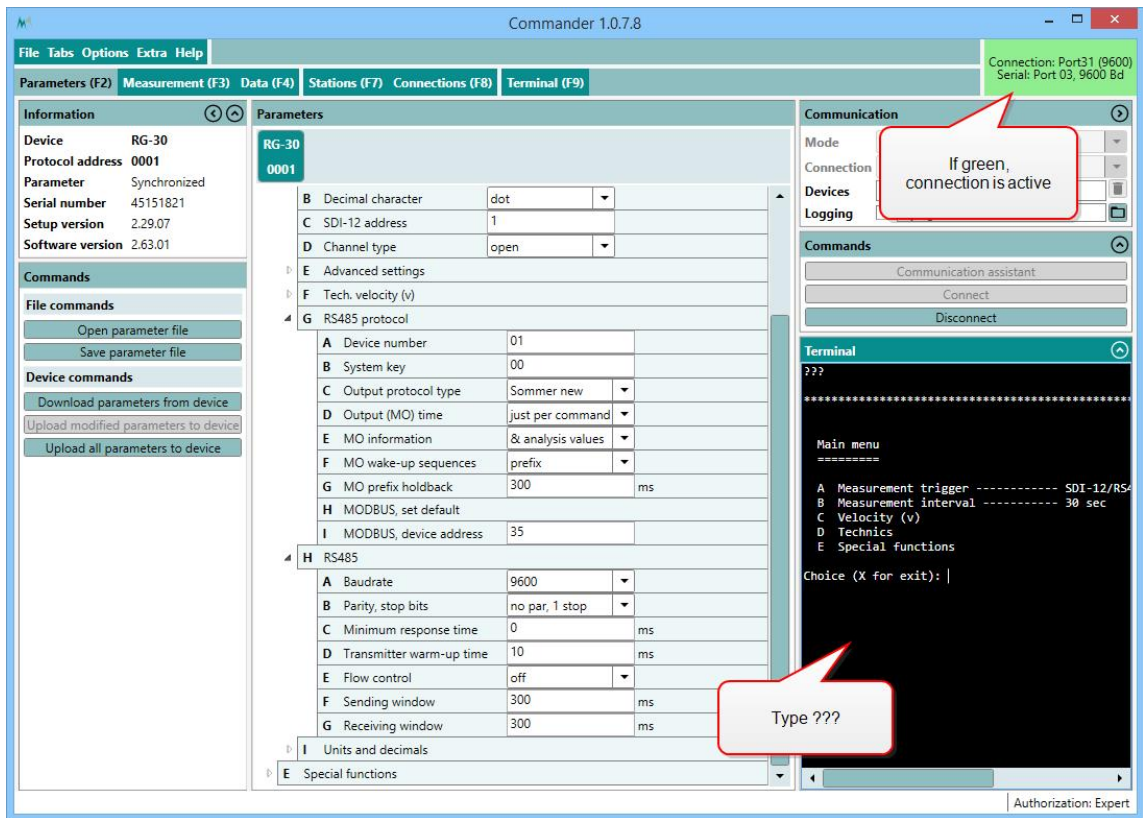 Commander 1.0.7.8
File Tabs Options Extra Help
Connection: Port31 (9600)
Serial: Port 03, 9600 Bd
Parameters (F2) Measurement (F3) Data (F4) Stations (F7) Connections (F8) Terminal (F9)
Information
Device RG-30
Protocol address 0001
Parameter Synchronized
Serial number 45151821
Setup version 2.29.07
Software version 2.63.01
Commands
File commands
Open parameter file
Save parameter file
Device commands
Download parameters from device
Upload modified parameters to device
Upload all parameters to device
Parameters
RG-30
0001
B Decimal character dot
C SDI-12 address 1
D Channel type open
E Advanced settings
F Tech. velocity (v)
G RS485 protocol
A Device number 01
B System key 00
C Output protocol type Sommer new
D Output (MO) time just per command
E MO information & analysis values
F MO wake-up sequences prefix
G MO prefix holdback 300 ms
H MODBUS, set default
I MODBUS, device address 35
H RS485
A Baudrate 9600
B Parity, stop bits no par, 1 stop
C Minimum response time 0 ms
D Transmitter warm-up time 10 ms
E Flow control off
F Sending window 300 ms
G Receiving window 300 ms
I Units and decimals
E Special functions
Communication
Mode
Connection
Devices
Logging
If green,
connection is active
Commands
Communication assistant
Connect
Disconnect
Terminal
???
************************************************
Main menu
=========
A Measurement trigger ------------ SDI-12/RS4
B Measurement interval ----------- 30 sec
C Velocity (v)
D Technics
E Special functions
Choice (X for exit): |
Type ???
Authorization: Expert